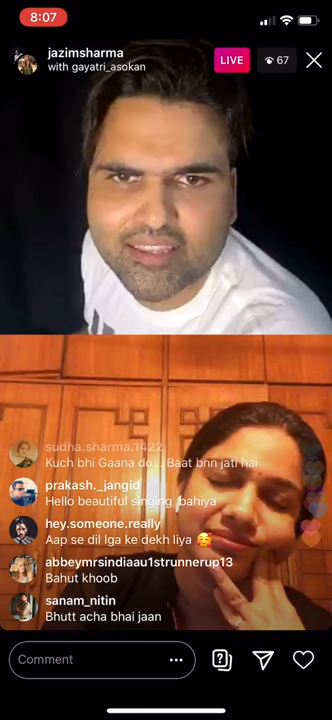 8:07
jazimsharma
with gayatri_asokan
LIVE
67
sudha.sharma.1422
Kuch bhi Gaana do... Baat bnn jati hai
prakash._jangid
Hello beautiful singing bahiya
hey.someone.really
Aap se dil lga ke dekh liya 🥰
abbeymrsindiaau1strunnerup13
Bahut khoob
sanam_nitin
Bhutt acha bhai jaan
Comment